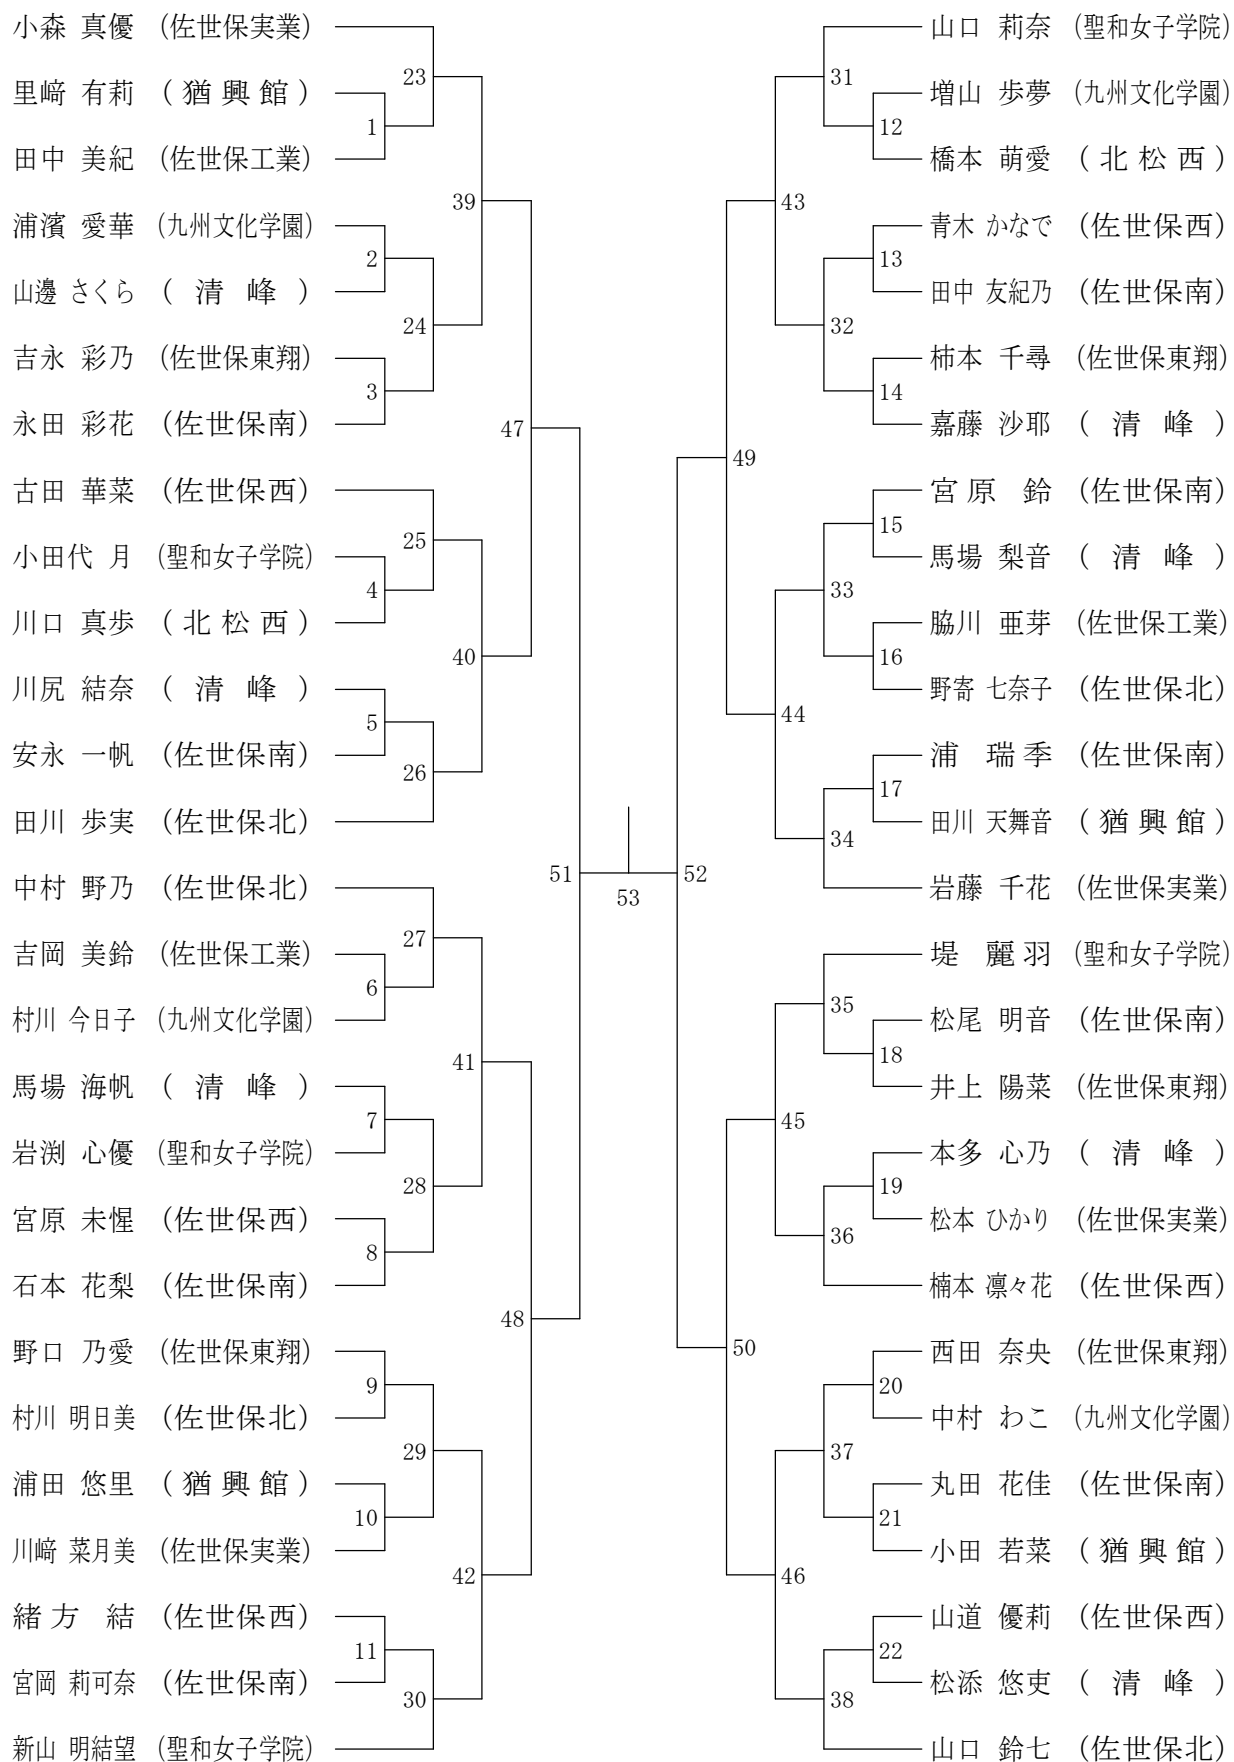 小森 真優 (佐世保実業)
里﨑 有莉 (猶興館)
田中 美紀 (佐世保工業)
浦濱 愛華 (九州文化学園)
山邊 さくら (清峰)
吉永 彩乃 (佐世保東翔)
永田 彩花 (佐世保南)
古田 華菜 (佐世保西)
小田代 月 (聖和女子学院)
川口 真歩 (北松西)
川尻 結奈 (清峰)
安永 一帆 (佐世保南)
田川 歩実 (佐世保北)
中村 野乃 (佐世保北)
吉岡 美鈴 (佐世保工業)
村川 今日子 (九州文化学園)
馬場 海帆 (清峰)
岩渕 心優 (聖和女子学院)
宮原 未惺 (佐世保西)
石本 花梨 (佐世保南)
野口 乃愛 (佐世保東翔)
村川 明日美 (佐世保北)
浦田 悠里 (猶興館)
川﨑 菜月美 (佐世保実業)
緒方 結 (佐世保西)
宮岡 莉可奈 (佐世保南)
新山 明結望 (聖和女子学院)
1
2
3
4
5
6
7
8
9
10
11
23
24
25
26
27
28
29
30
39
40
41
42
47
48
51
53
52
49
50
43
44
45
46
31
32
33
34
35
36
37
38
12
13
14
15
16
17
18
19
20
21
22
山口 莉奈 (聖和女子学院)
増山 歩夢 (九州文化学園)
橋本 萌愛 (北松西)
青木 かなで (佐世保西)
田中 友紀乃 (佐世保南)
柿本 千尋 (佐世保東翔)
嘉藤 沙耶 (清峰)
宮原 鈴 (佐世保南)
馬場 梨音 (清峰)
脇川 亜芽 (佐世保工業)
野寄 七奈子 (佐世保北)
浦 瑞季 (佐世保南)
田川 天舞音 (猶興館)
岩藤 千花 (佐世保実業)
堤 麗羽 (聖和女子学院)
松尾 明音 (佐世保南)
井上 陽菜 (佐世保東翔)
本多 心乃 (清峰)
松本 ひかり (佐世保実業)
楠本 凛々花 (佐世保西)
西田 奈央 (佐世保東翔)
中村 わこ (九州文化学園)
丸田 花佳 (佐世保南)
小田 若菜 (猶興館)
山道 優莉 (佐世保西)
松添 悠吏 (清峰)
山口 鈴七 (佐世保北)